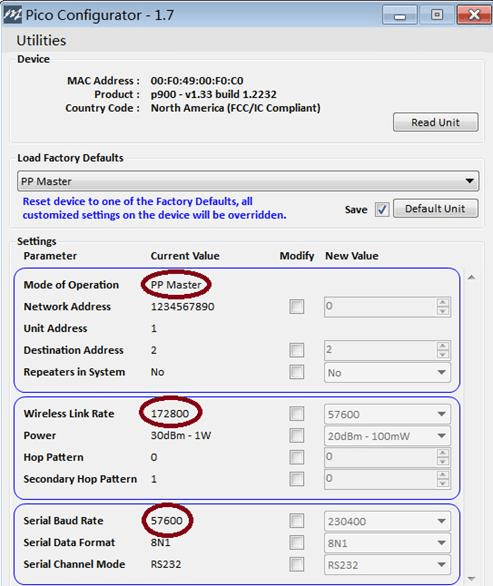 Pico Configurator - 1.7
Utilities
Device
MAC Address : 00:F0:49:00:F0:C0
Product : p900 - v1.33 build 1.2232
Country Code : North America (FCC/IC Compliant)
Read Unit
Load Factory Defaults
PP Master
Reset device to one of the Factory Defaults, all
customized settings on the device will be overridden.
Save Default Unit
Settings
Parameter Current Value Modify New Value
Mode of Operation PP Master
Network Address 1234567890 0
Unit Address 1
Destination Address 2 2
Repeaters in System No No
Wireless Link Rate 172800 57600
Power 30dBm - 1W 20dBm - 100mW
Hop Pattern 0 0
Secondary Hop Pattern 1 0
Serial Baud Rate 57600 230400
Serial Data Format 8N1 8N1
Serial Channel Mode RS232 RS232